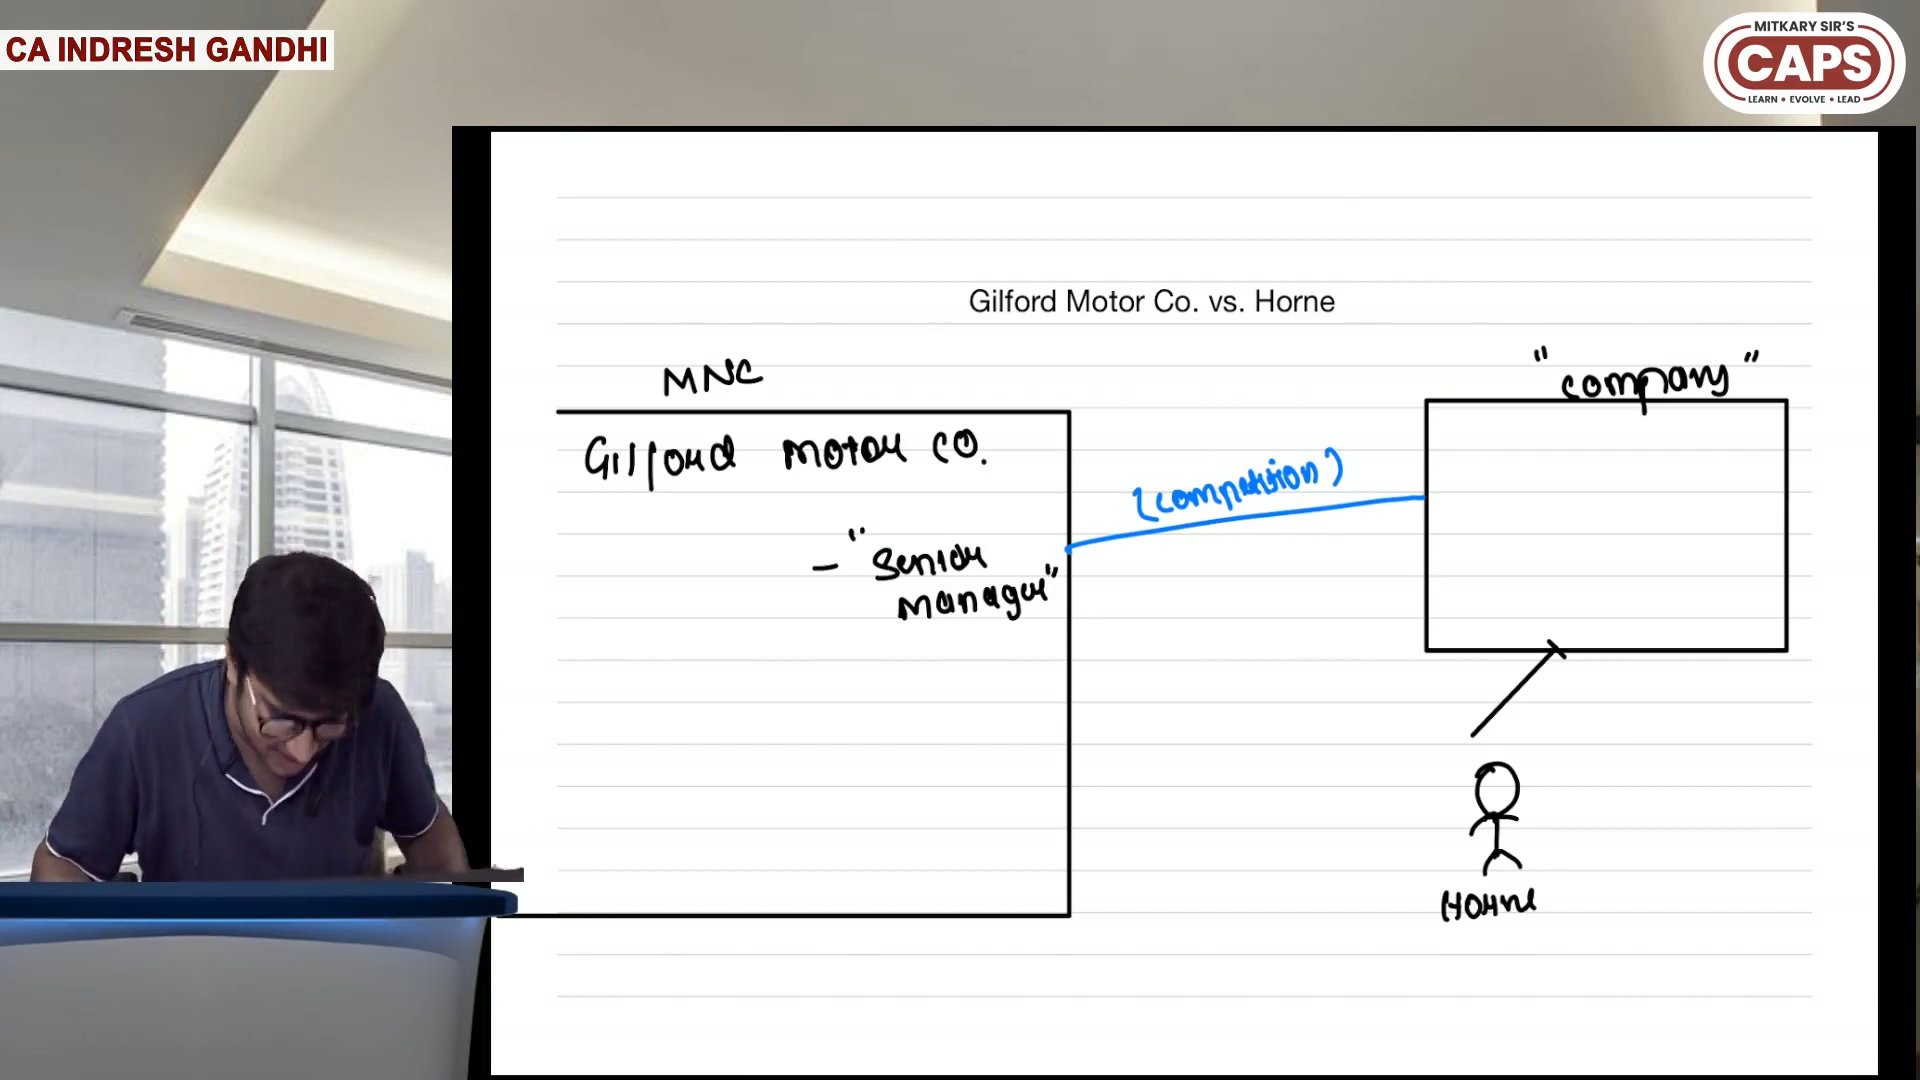 CA INDRESH GANDHI
MITKARY SIR'S
CAPS
LEARN • EVOLVE • LEAD
Gilford Motor Co. vs. Horne
MNC
"company"
Gilford Motor CO.
(competition)
- "Senior
manager"
Horne